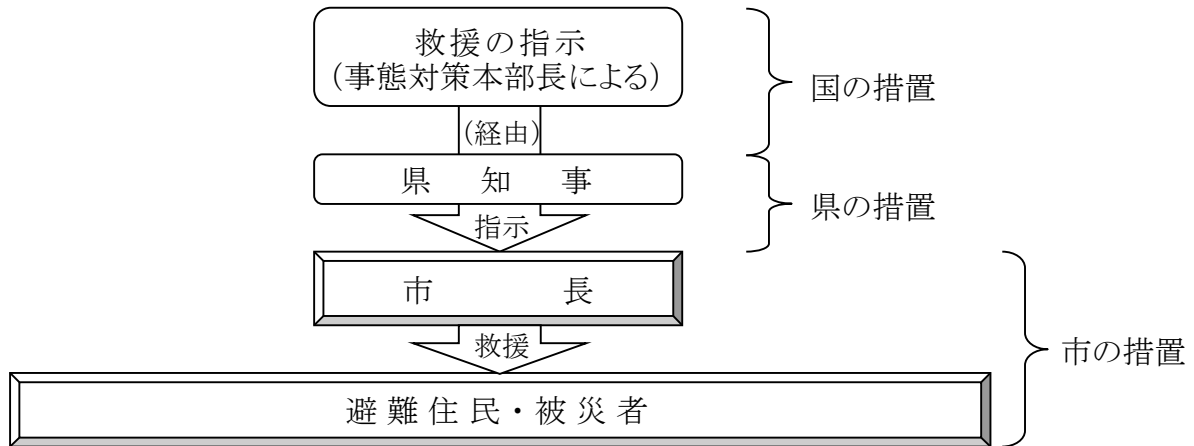 救援の指示
(事態対策本部長による)
国の措置
(経由)
県知事
県の措置
指示
市長
救援
市の措置
避難住民・被災者